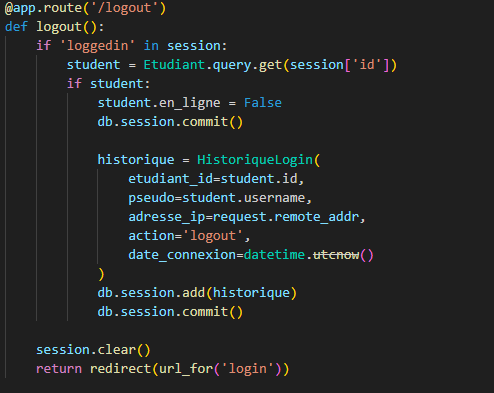 @app.route('/logout')
def logout():
    if 'loggedin' in session:
        student = Etudiant.query.get(session['id'])
        if student:
            student.en_ligne = False
            db.session.commit()

            historique = HistoriqueLogin(
                etudiant_id=student.id,
                pseudo=student.username,
                adresse_ip=request.remote_addr,
                action='logout',
                date_connexion=datetime.utcnow()
            )
            db.session.add(historique)
            db.session.commit()

    session.clear()
    return redirect(url_for('login'))